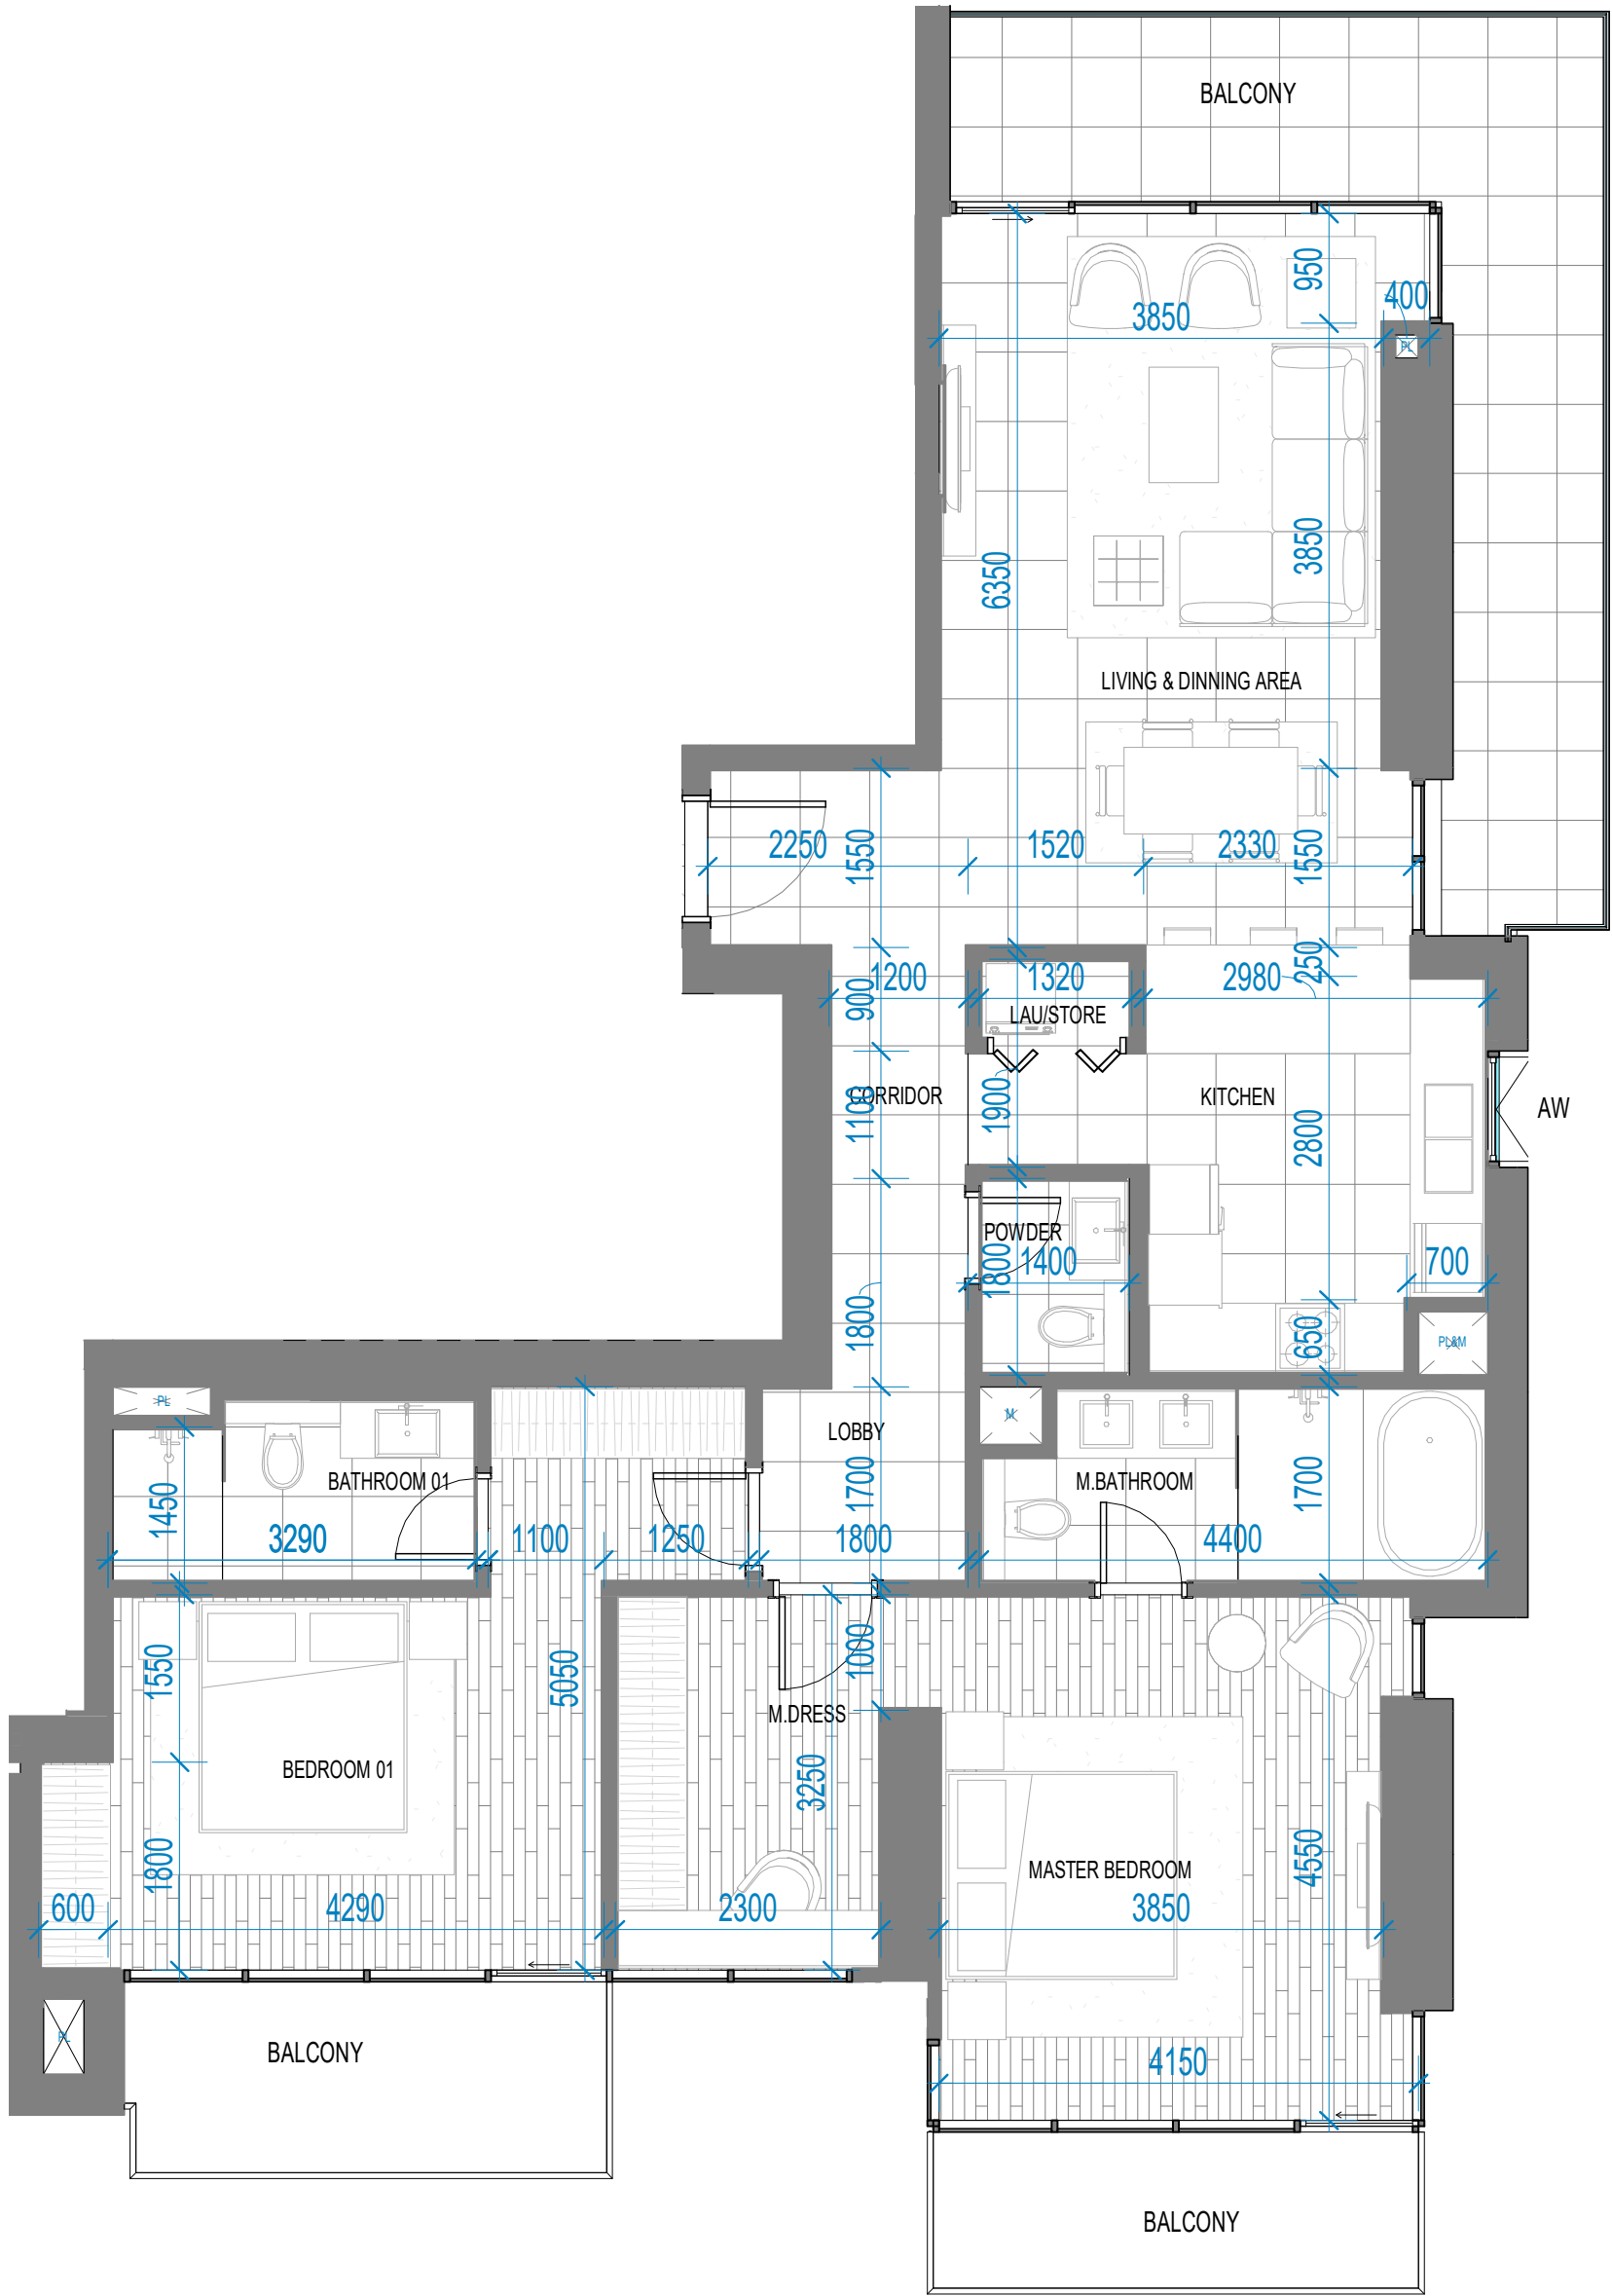 BALCONY
950
400
3850
PL
3850
6350
LIVING & DINNING AREA
2250
1550
1520
2330
1550
250
1200
900
1320
2980
LAU/STORE
CORRIDOR
1100
1900
KITCHEN
AW
2800
POWDER
1800
1400
700
1800
650
PL&M
PL
M
LOBBY
BATHROOM 01
M.BATHROOM
1450
1700
1700
3290
1100
1250
1800
4400
1550
5050
1000
M.DRESS
BEDROOM 01
3250
1800
4550
MASTER BEDROOM
600
4290
2300
3850
PL
BALCONY
4150
BALCONY